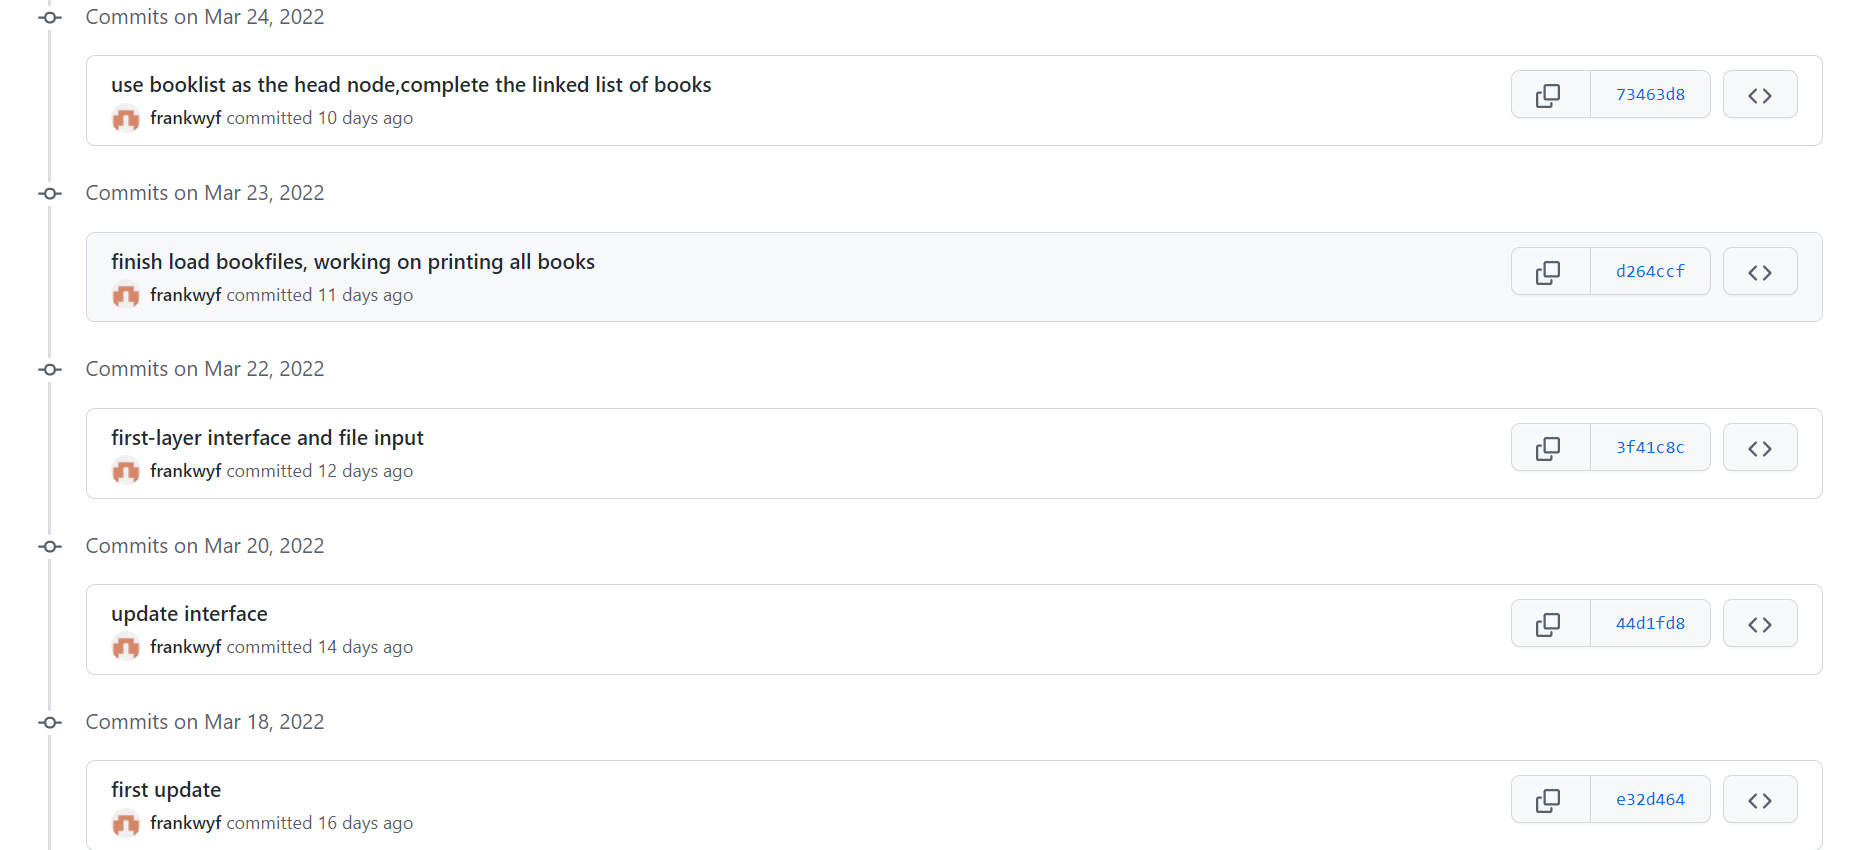 Commits on Mar 24, 2022
use booklist as the head node,complete the linked list of books
73463d8
frankwyf committed 10 days ago
Commits on Mar 23, 2022
finish load bookfiles, working on printing all books
d264ccf
frankwyf committed 11 days ago
Commits on Mar 22, 2022
first-layer interface and file input
3f41c8c
frankwyf committed 12 days ago
Commits on Mar 20, 2022
update interface
44d1fd8
frankwyf committed 14 days ago
Commits on Mar 18, 2022
first update
e32d464
frankwyf committed 16 days ago